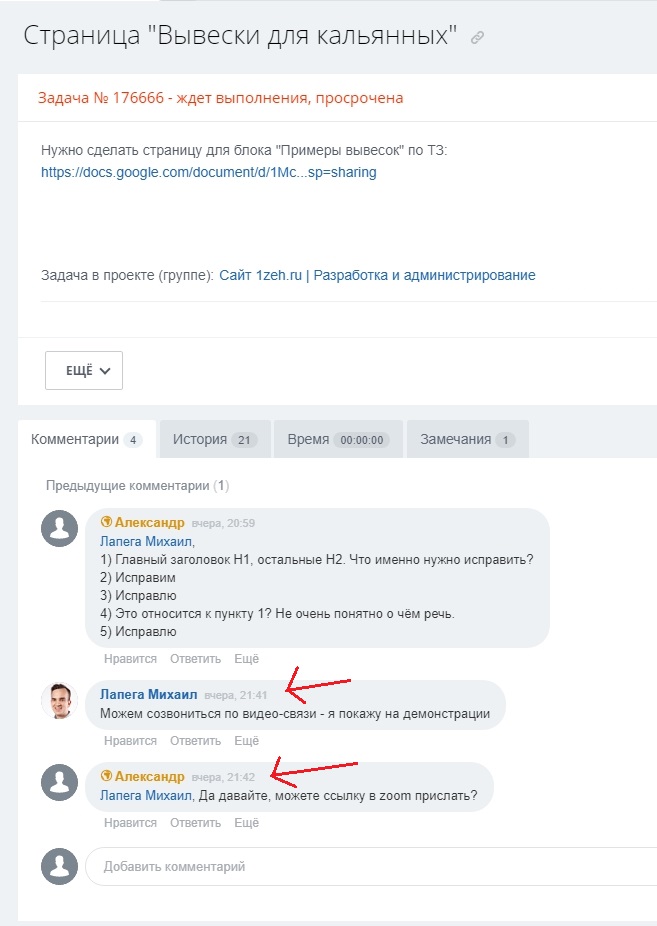 Страница "Вывески для кальянных"
Задача № 176666 - ждет выполнения, просрочена
Нужно сделать страницу для блока "Примеры вывесок" по ТЗ:
https://docs.google.com/document/d/1Mc...sp=sharing
Задача в проекте (группе): Сайт 1zeh.ru | Разработка и администрирование
ЕЩЁ
Комментарии 4 История 21 Время 00:00:00 Замечания 1
Предыдущие комментарии (1)
Александр вчера, 20:59
Лапега Михаил,
1) Главный заголовок H1, остальные H2. Что именно нужно исправить?
2) Исправим
3) Исправлю
4) Это относится к пункту 1? Не очень понятно о чём речь.
5) Исправлю
Нравится Ответить Ещё
Лапега Михаил вчера, 21:41
Можем созвониться по видео-связи - я покажу на демонстрации
Нравится Ответить Ещё
Александр вчера, 21:42
Лапега Михаил, Да давайте, можете ссылку в zoom прислать?
Нравится Ответить Ещё
Добавить комментарий